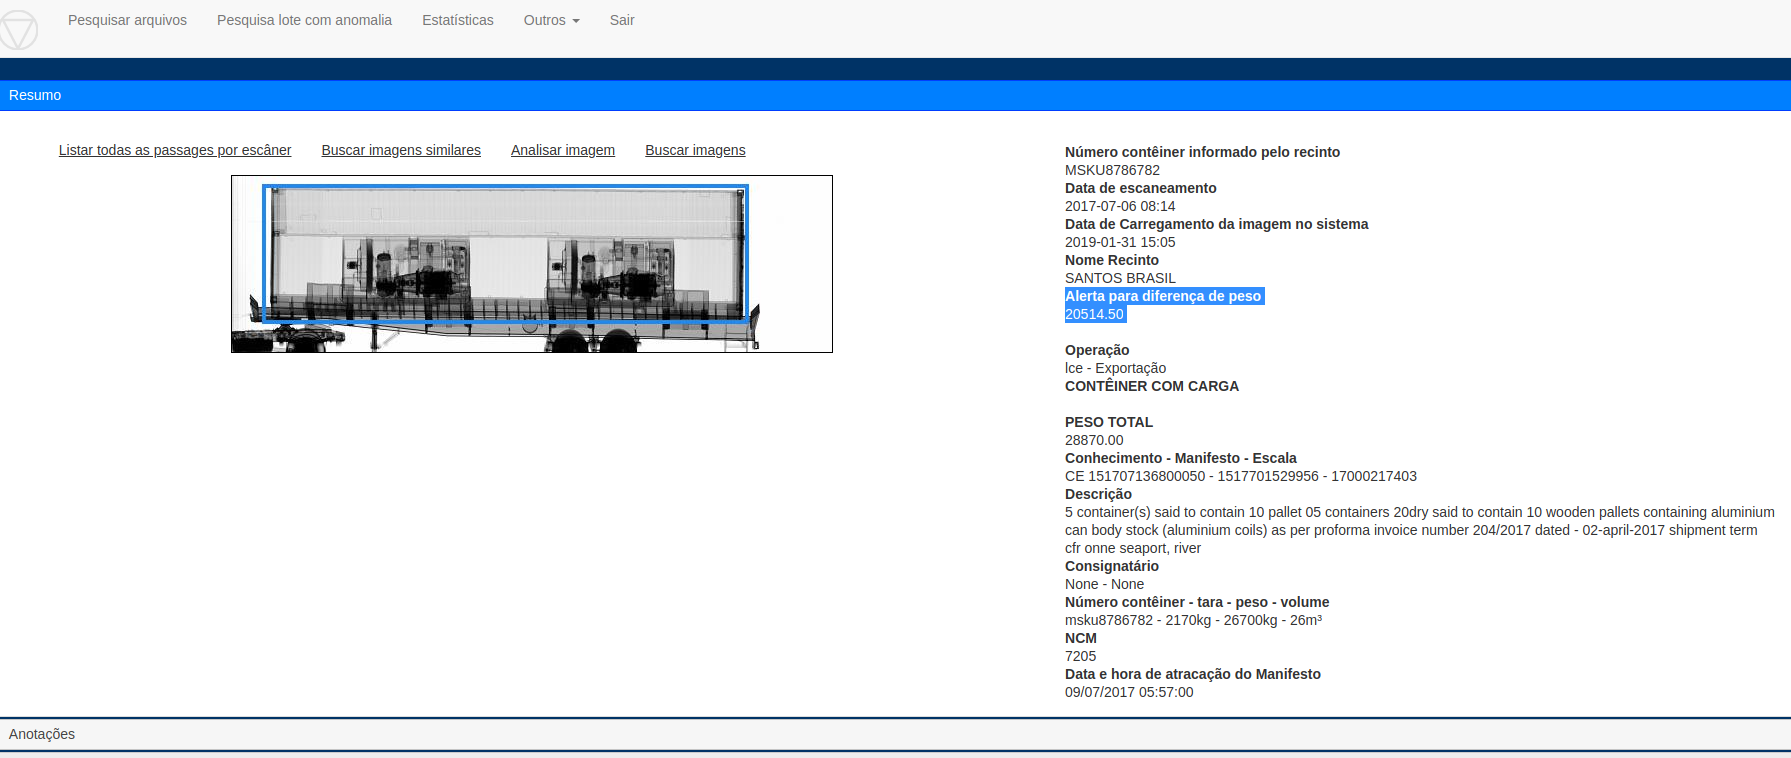 Pesquisar arquivos Pesquisa lote com anomalia Estatísticas Outros Sair
Resumo
Listar todas as passages por escâner Buscar imagens similares Analisar imagem Buscar imagens
Número contêiner informado pelo recinto
MSKU8786782
Data de escaneamento
2017-07-06 08:14
Data de Carregamento da imagem no sistema
2019-01-31 15:05
Nome Recinto
SANTOS BRASIL
Alerta para diferença de peso
20514.50
Operação
lce - Exportação
CONTÊINER COM CARGA
PESO TOTAL
28870.00
Conhecimento - Manifesto - Escala
CE 151707136800050 - 1517701529956 - 17000217403
Descrição
5 container(s) said to contain 10 pallet 05 containers 20dry said to contain 10 wooden pallets containing aluminium
can body stock (aluminium coils) as per proforma invoice number 204/2017 dated - 02-april-2017 shipment term
cfr onne seaport, river
Consignatário
None - None
Número contêiner - tara - peso - volume
msku8786782 - 2170kg - 26700kg - 26m³
NCM
7205
Data e hora de atracação do Manifesto
09/07/2017 05:57:00
Anotações